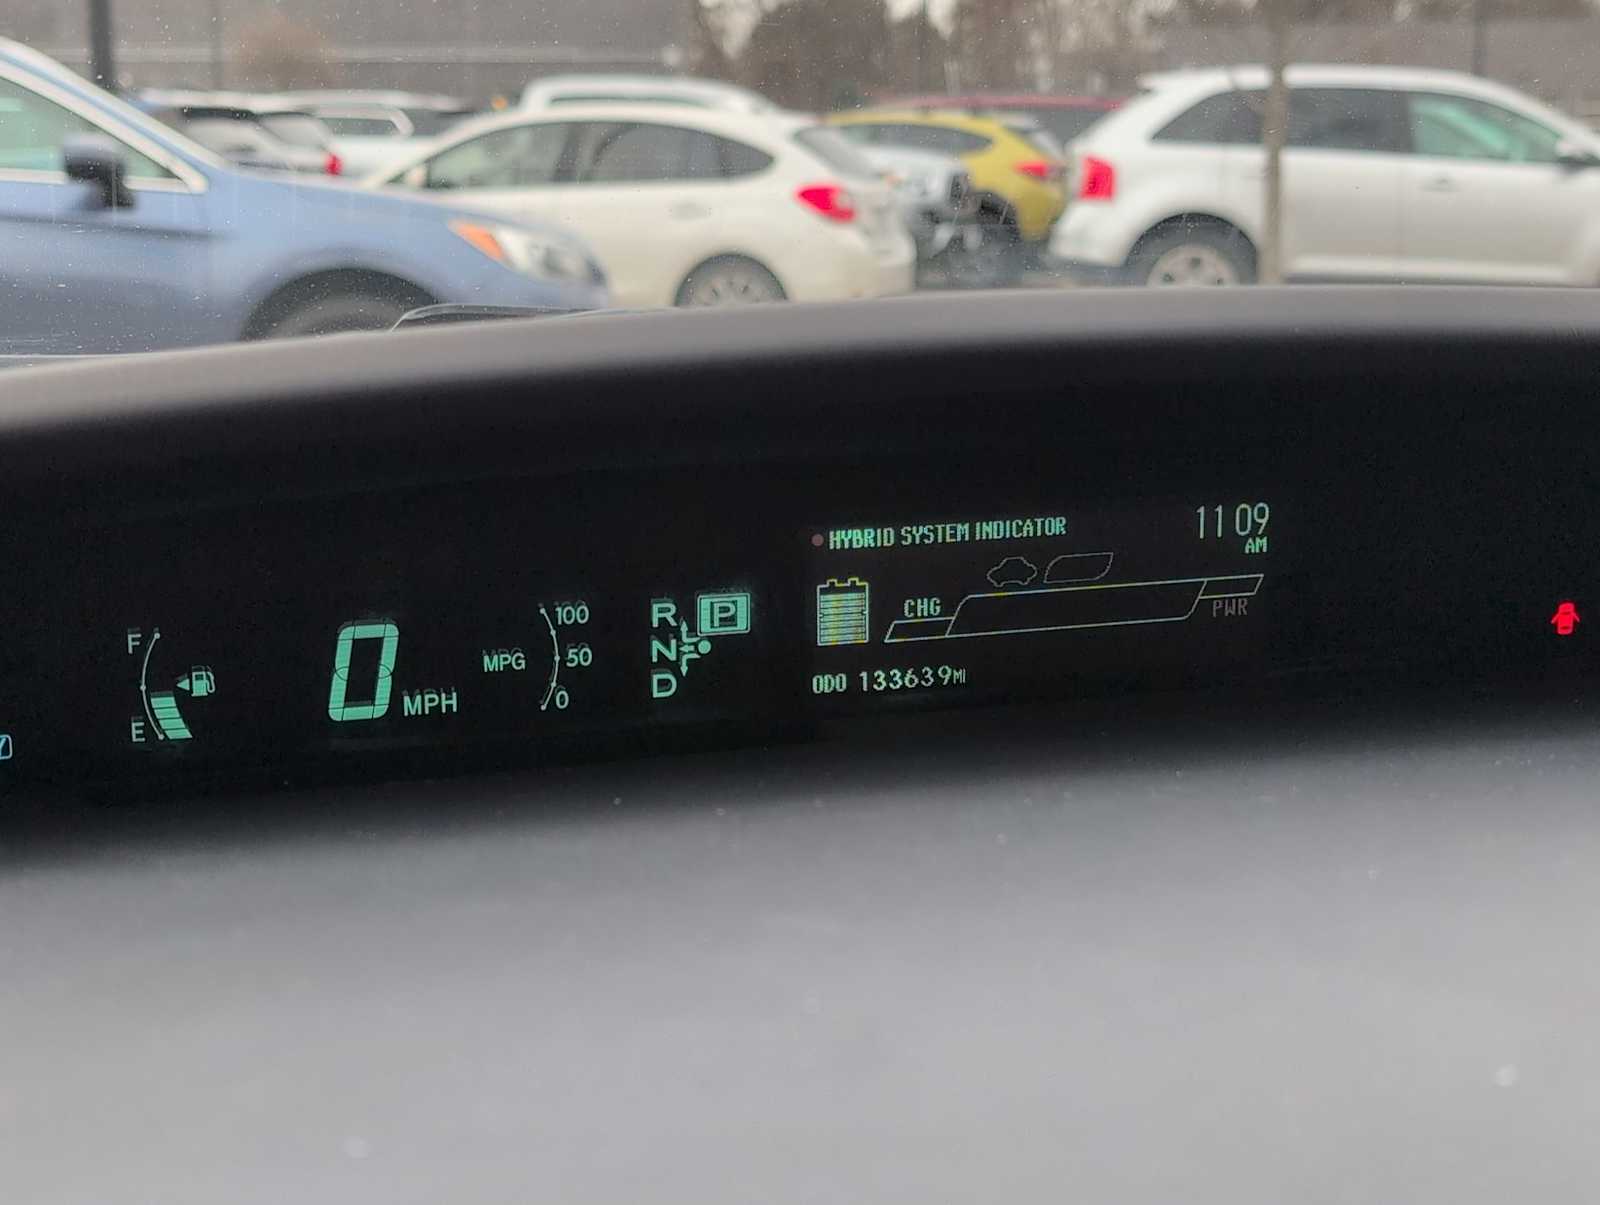 HYBRID SYSTEM INDICATOR
11 09
AM
CHG
PWR
F
E
0 MPH
MPG
100
50
0
R
N
D
P
ODO 133639MI